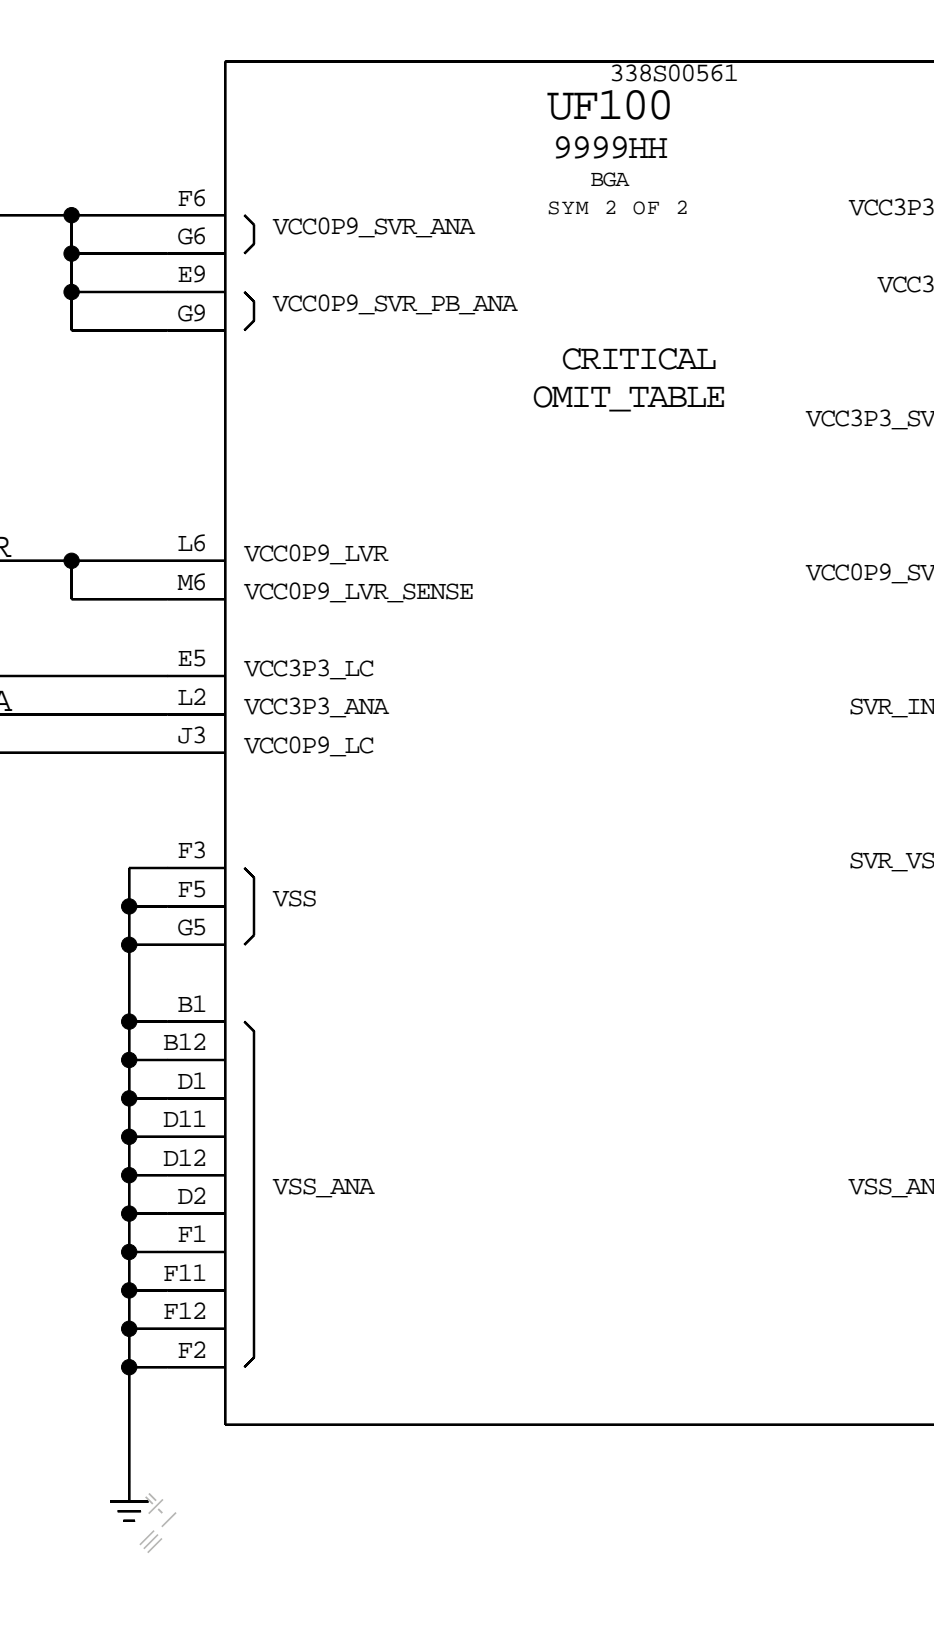 338S00561
UF100
9999HH
BGA
SYM 2 OF 2
F6
G6
VCC0P9_SVR_ANA
E9
G9
VCC0P9_SVR_PB_ANA
VCC3P3
VCC3
CRITICAL
OMIT_TABLE
VCC3P3_SV
R
L6 VCC0P9_LVR
M6 VCC0P9_LVR_SENSE
VCC0P9_SV
E5 VCC3P3_LC
A
L2 VCC3P3_ANA
SVR_IN
J3 VCC0P9_LC
F3
F5
G5
VSS
SVR_VS
B1
B12
D1
D11
D12
D2
F1
F11
F12
F2
VSS_ANA
VSS_AN